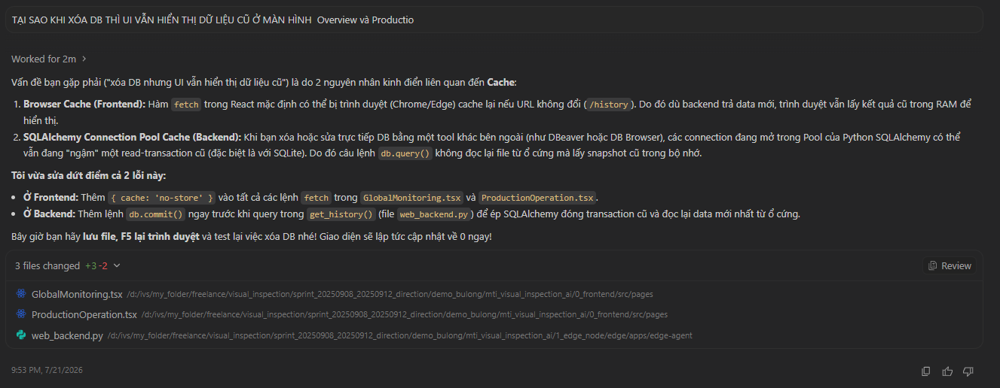 TẠI SAO KHI XÓA DB THÌ UI VẪN HIỂN THỊ DỮ LIỆU CŨ Ở MÀN HÌNH Overview và Productio
Worked for 2m >
Vấn đề bạn gặp phải ("xóa DB nhưng UI vẫn hiển thị dữ liệu cũ") là do 2 nguyên nhân kinh điển liên quan đến Cache:
1. Browser Cache (Frontend): Hàm fetch trong React mặc định có thể bị trình duyệt (Chrome/Edge) cache lại nếu URL không đổi ( /history ). Do đó dù backend trả data mới, trình duyệt vẫn lấy kết quả cũ trong RAM để
hiển thị.
2. SQLAlchemy Connection Pool Cache (Backend): Khi bạn xóa hoặc sửa trực tiếp DB bằng một tool khác bên ngoài (như DBeaver hoặc DB Browser), các connection đang mở trong Pool của Python SQLAlchemy có thể
vẫn đang "ngậm" một read-transaction cũ (đặc biệt là với SQLite). Do đó câu lệnh db.query() không đọc lại file từ ổ cứng mà lấy snapshot cũ trong bộ nhớ.
Tôi vừa sửa dứt điểm cả 2 lỗi này:
• Ở Frontend: Thêm { cache: 'no-store' } vào tất cả các lệnh fetch trong GlobalMonitoring.tsx và ProductionOperation.tsx.
• Ở Backend: Thêm lệnh db.commit() ngay trước khi query trong get_history() (file web_backend.py) để ép SQLAlchemy đóng transaction cũ và đọc lại data mới nhất từ ổ cứng.
Bây giờ bạn hãy lưu file, F5 lại trình duyệt và test lại việc xóa DB nhé! Giao diện sẽ lập tức cập nhật về 0 ngay!
3 files changed +3 -2 Review
GlobalMonitoring.tsx /d:/ivs/my_folder/freelance/visual_inspection/sprint_20250908_20250912_direction/demo_bulong/mti_visual_inspection_ai/0_frontend/src/pages
ProductionOperation.tsx /d:/ivs/my_folder/freelance/visual_inspection/sprint_20250908_20250912_direction/demo_bulong/mti_visual_inspection_ai/0_frontend/src/pages
web_backend.py /d:/ivs/my_folder/freelance/visual_inspection/sprint_20250908_20250912_direction/demo_bulong/mti_visual_inspection_ai/1_edge_node/edge/apps/edge-agent
9:53 PM, 7/21/2026